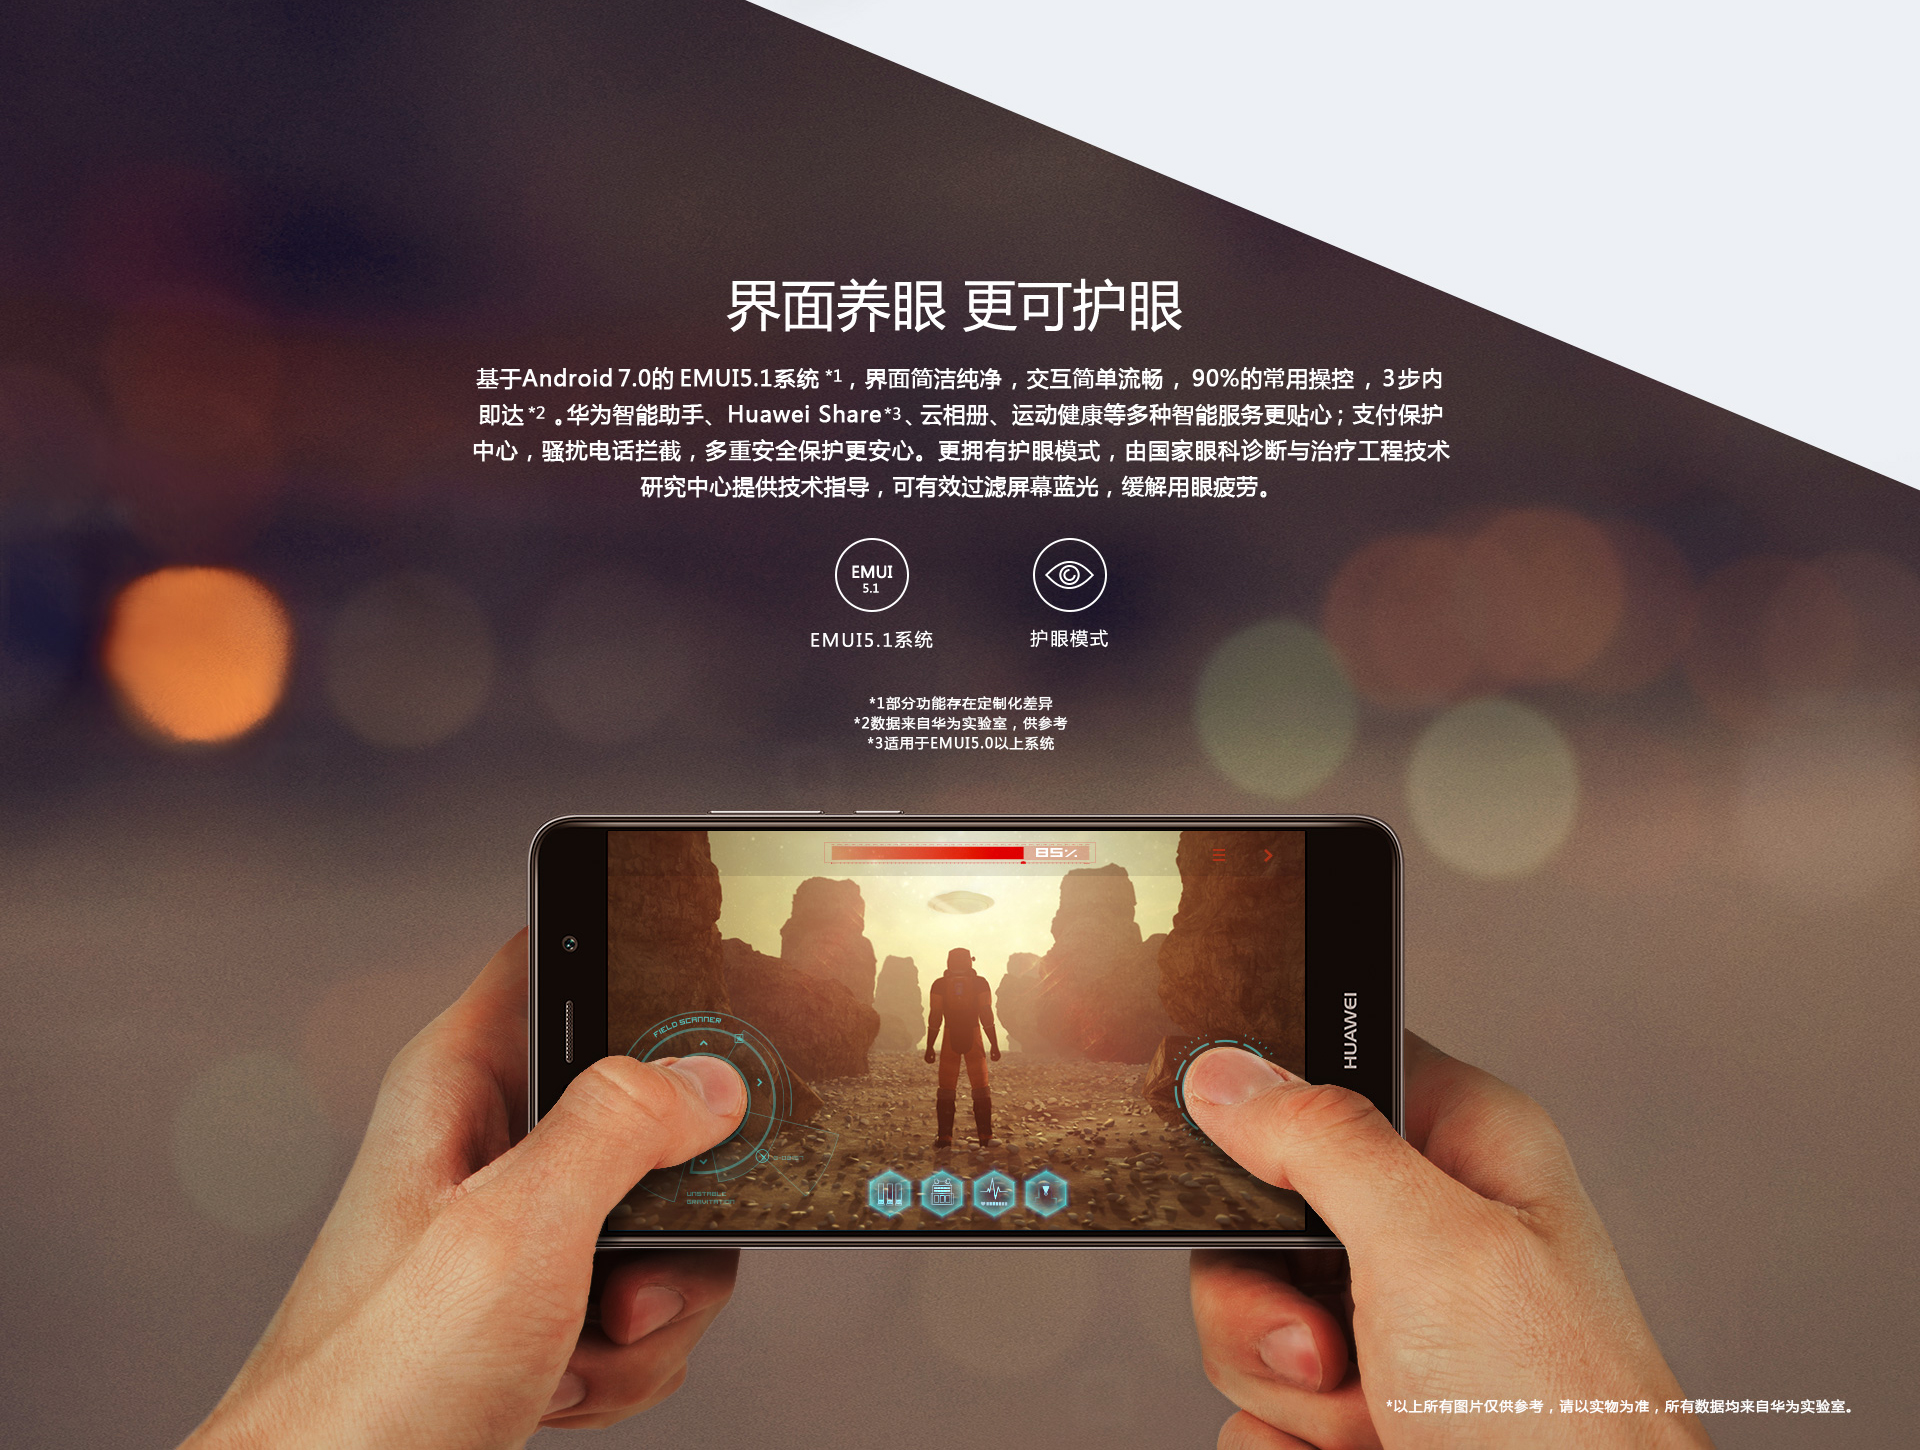 界面养眼 更可护眼
基于Android 7.0的 EMUI5.1系统 *1，界面简洁纯净，交互简单流畅，90%的常用操控，3步内
即达 *2 。华为智能助手、Huawei Share*3、云相册、运动健康等多种智能服务更贴心；支付保护
中心，骚扰电话拦截，多重安全保护更安心。更拥有护眼模式，由国家眼科诊断与治疗工程技术
研究中心提供技术指导，可有效过滤屏幕蓝光，缓解用眼疲劳。
EMUI
5.1
EMUI5.1系统
护眼模式
*1部分功能存在定制化差异
*2数据来自华为实验室，供参考
*3适用于EMUI5.0以上系统
85%
HUAWEI
FIELD SCANNER
UNSTABLE
GRAVITATION
*以上所有图片仅供参考，请以实物为准，所有数据均来自华为实验室。